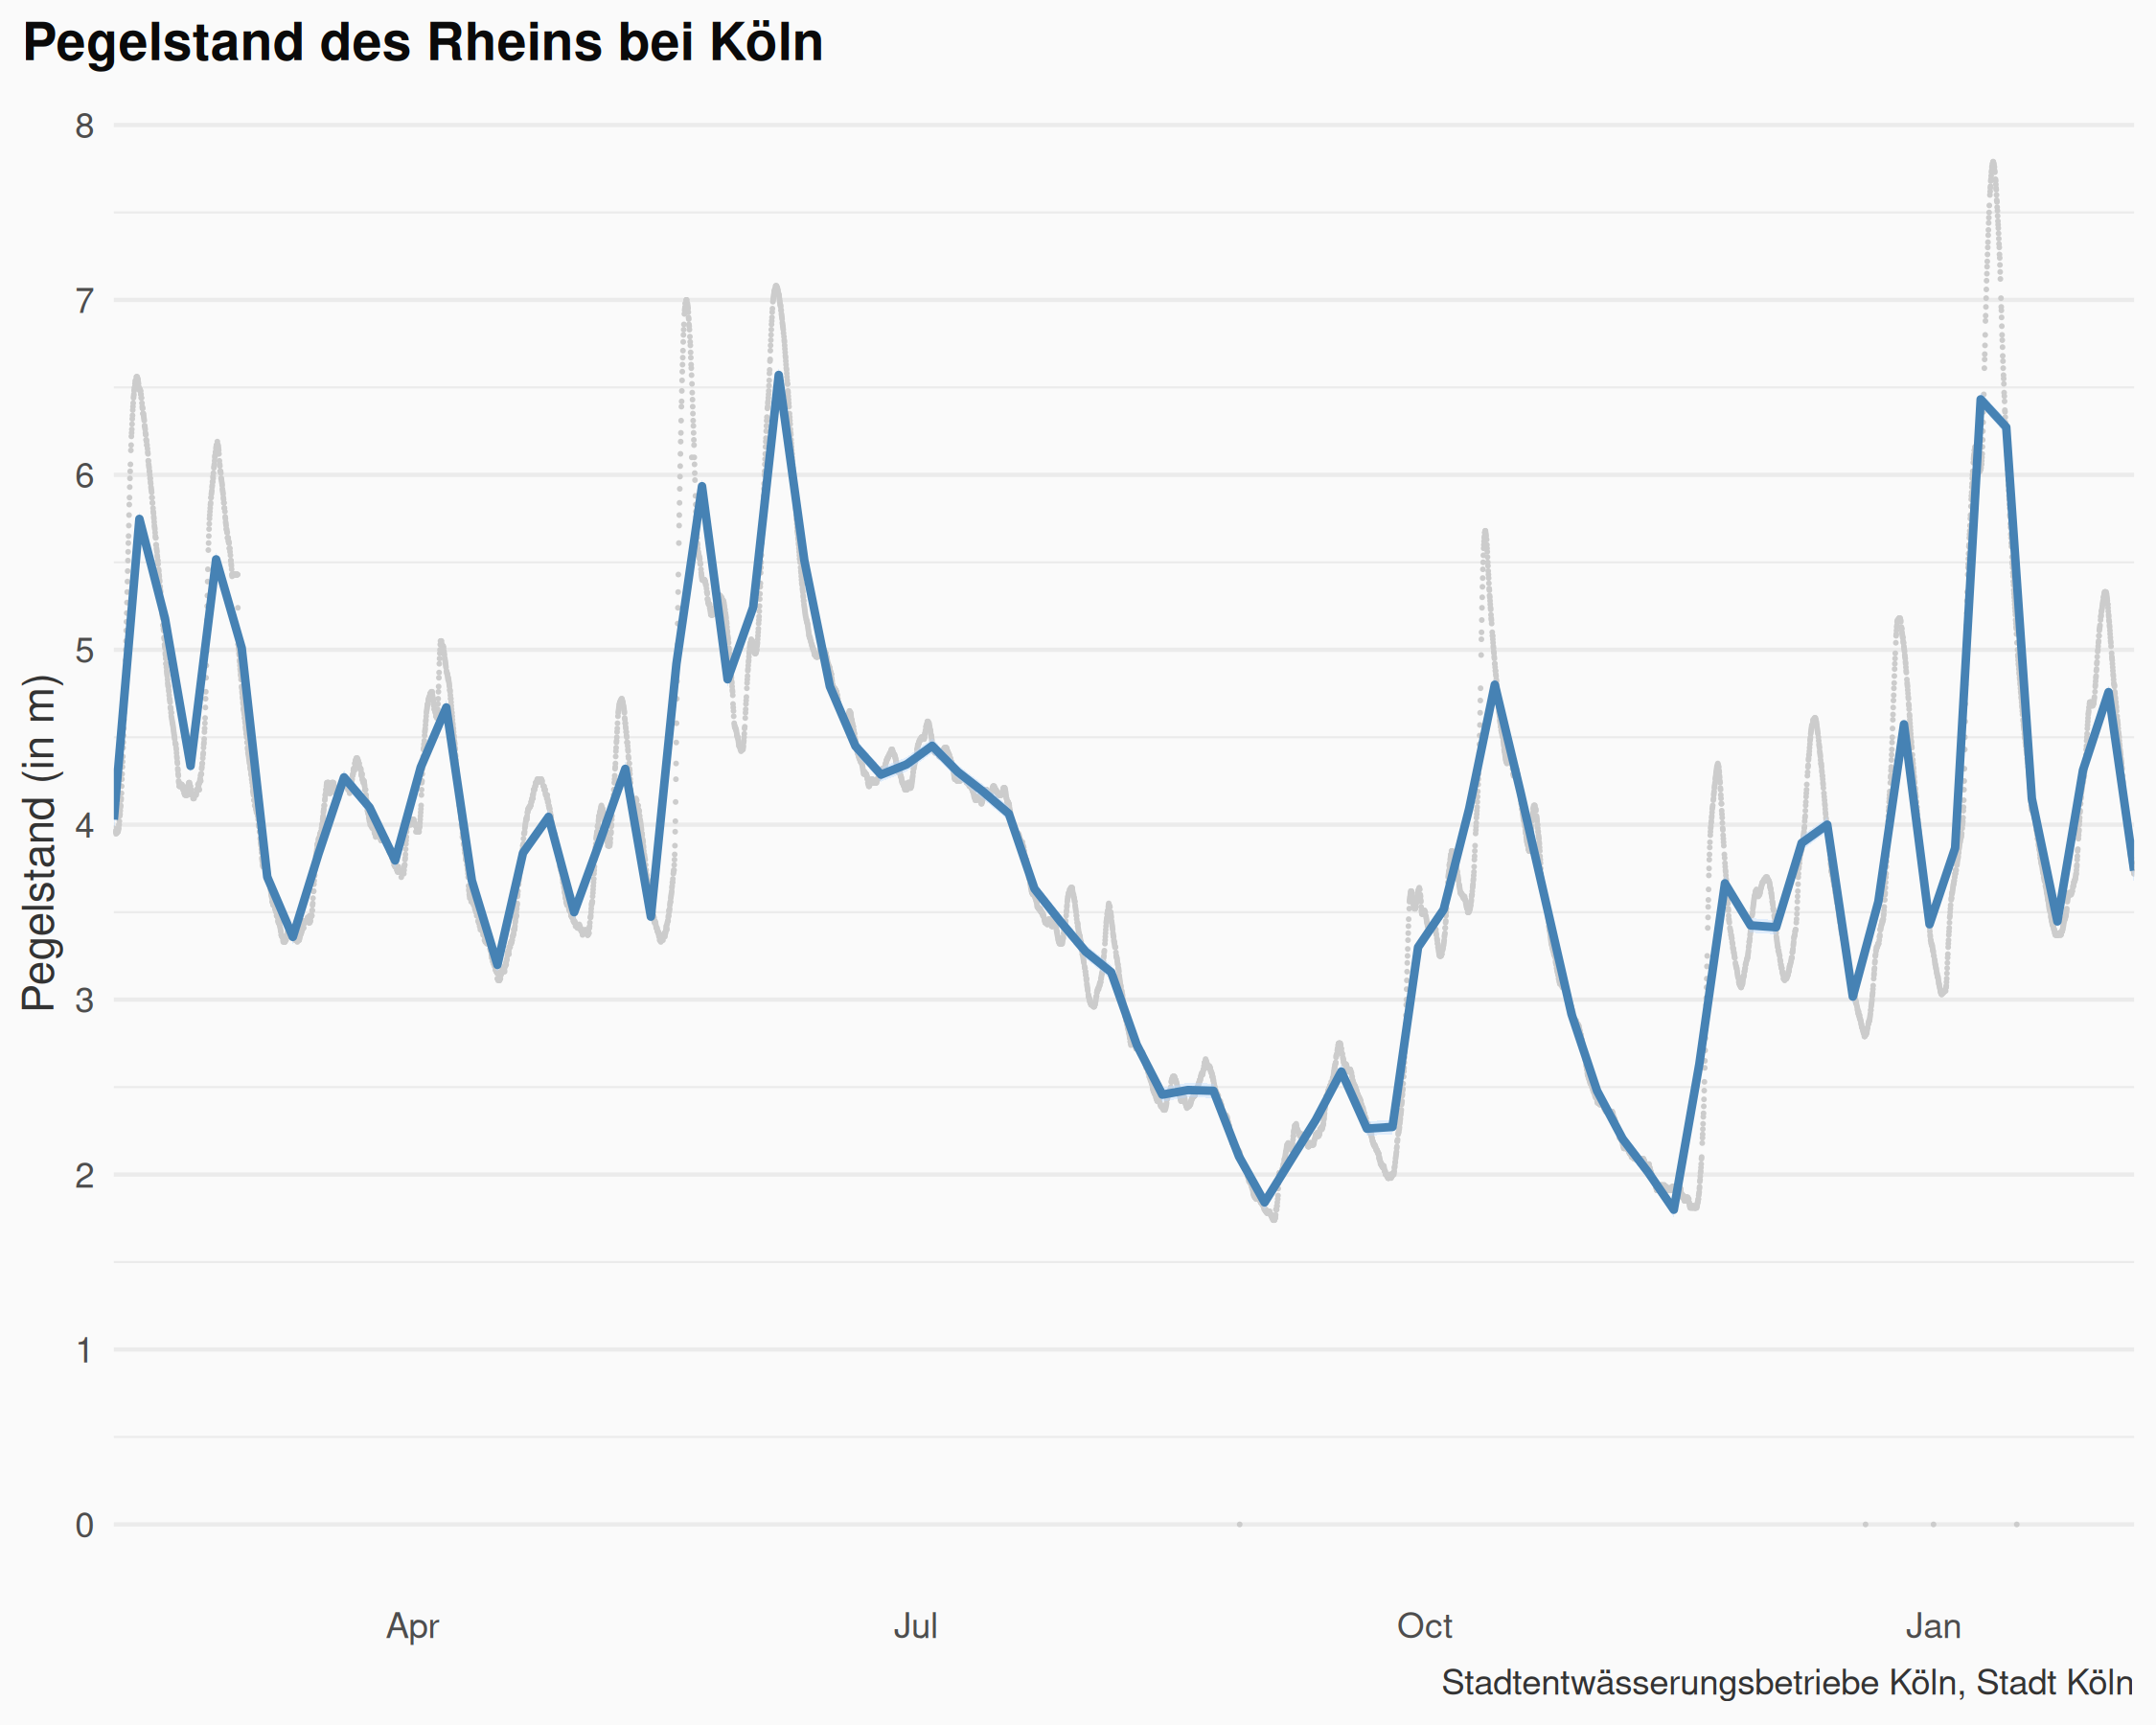 Pegelstand des Rheins bei Köln
Pegelstand (in m)
8
7
6
5
4
3
2
1
0
Apr Jul Oct Jan
Stadtentwässerungsbetriebe Köln, Stadt Köln